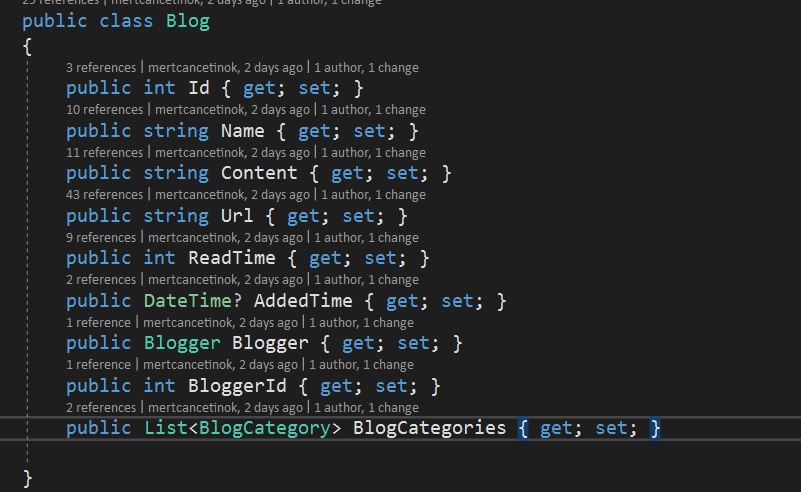 29 references | mertcancetinok, 2 days ago | 1 author, 1 change
public class Blog
{
3 references | mertcancetinok, 2 days ago | 1 author, 1 change
public int Id { get; set; }
10 references | mertcancetinok, 2 days ago | 1 author, 1 change
public string Name { get; set; }
11 references | mertcancetinok, 2 days ago | 1 author, 1 change
public string Content { get; set; }
43 references | mertcancetinok, 2 days ago | 1 author, 1 change
public string Url { get; set; }
9 references | mertcancetinok, 2 days ago | 1 author, 1 change
public int ReadTime { get; set; }
2 references | mertcancetinok, 2 days ago | 1 author, 1 change
public DateTime? AddedTime { get; set; }
1 reference | mertcancetinok, 2 days ago | 1 author, 1 change
public Blogger Blogger { get; set; }
1 reference | mertcancetinok, 2 days ago | 1 author, 1 change
public int BloggerId { get; set; }
2 references | mertcancetinok, 2 days ago | 1 author, 1 change
public List<BlogCategory> BlogCategories { get; set; }
}